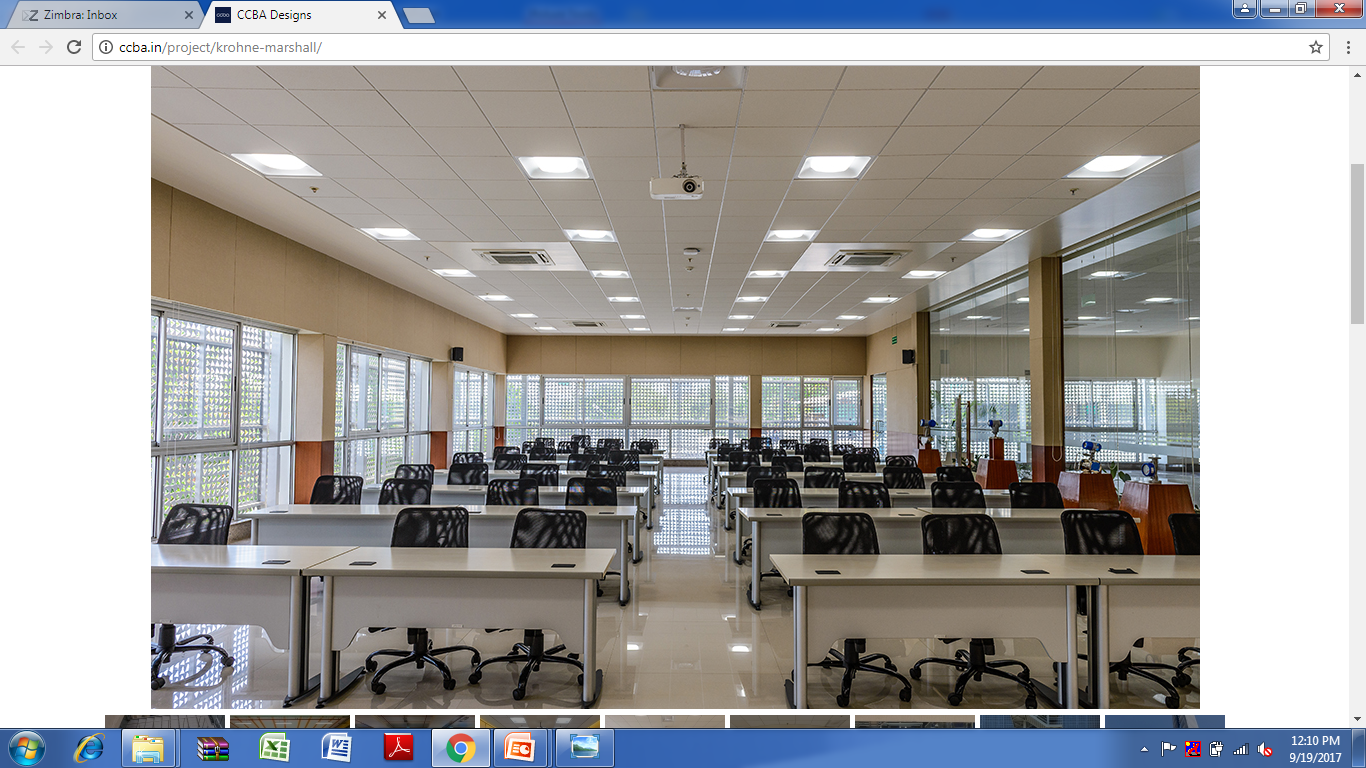 Zimbra: Inbox
CCBA Designs
ccba.in/project/krohne-marshall/
12:10 PM
9/19/2017